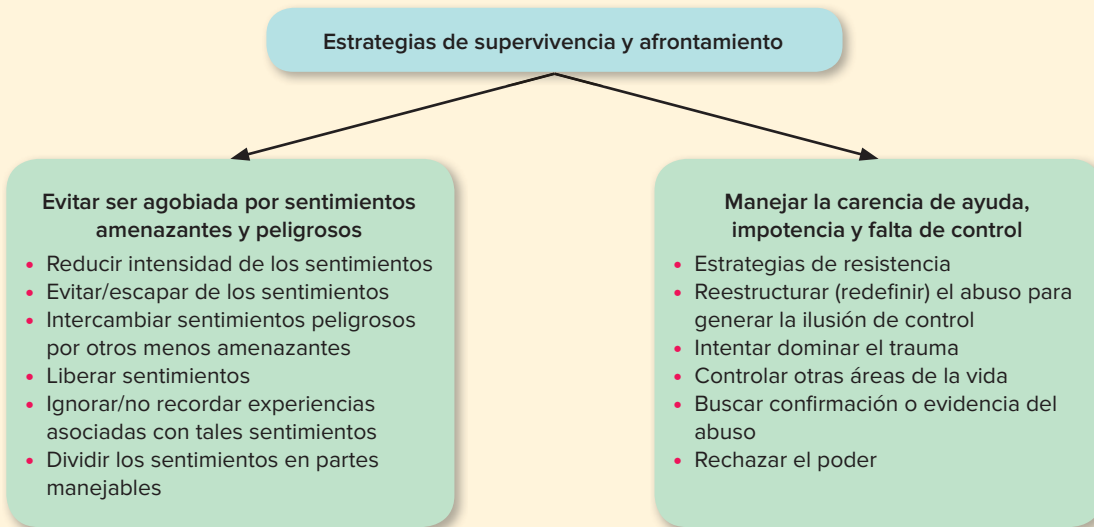 Estrategias de supervivencia y afrontamiento
Evitar ser agobiada por sentimientos
amenazantes y peligrosos
• Reducir intensidad de los sentimientos
• Evitar/escapar de los sentimientos
• Intercambiar sentimientos peligrosos
por otros menos amenazantes
• Liberar sentimientos
• Ignorar/no recordar experiencias
asociadas con tales sentimientos
• Dividir los sentimientos en partes
manejables
Manejar la carencia de ayuda,
impotencia y falta de control
• Estrategias de resistencia
• Reestructurar (redefinir) el abuso para
generar la ilusión de control
• Intentar dominar el trauma
• Controlar otras áreas de la vida
• Buscar confirmación o evidencia del
abuso
• Rechazar el poder